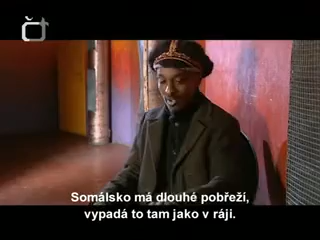 Somálsko má dlouhé pobřeží,
vypadá to tam jako v ráji.